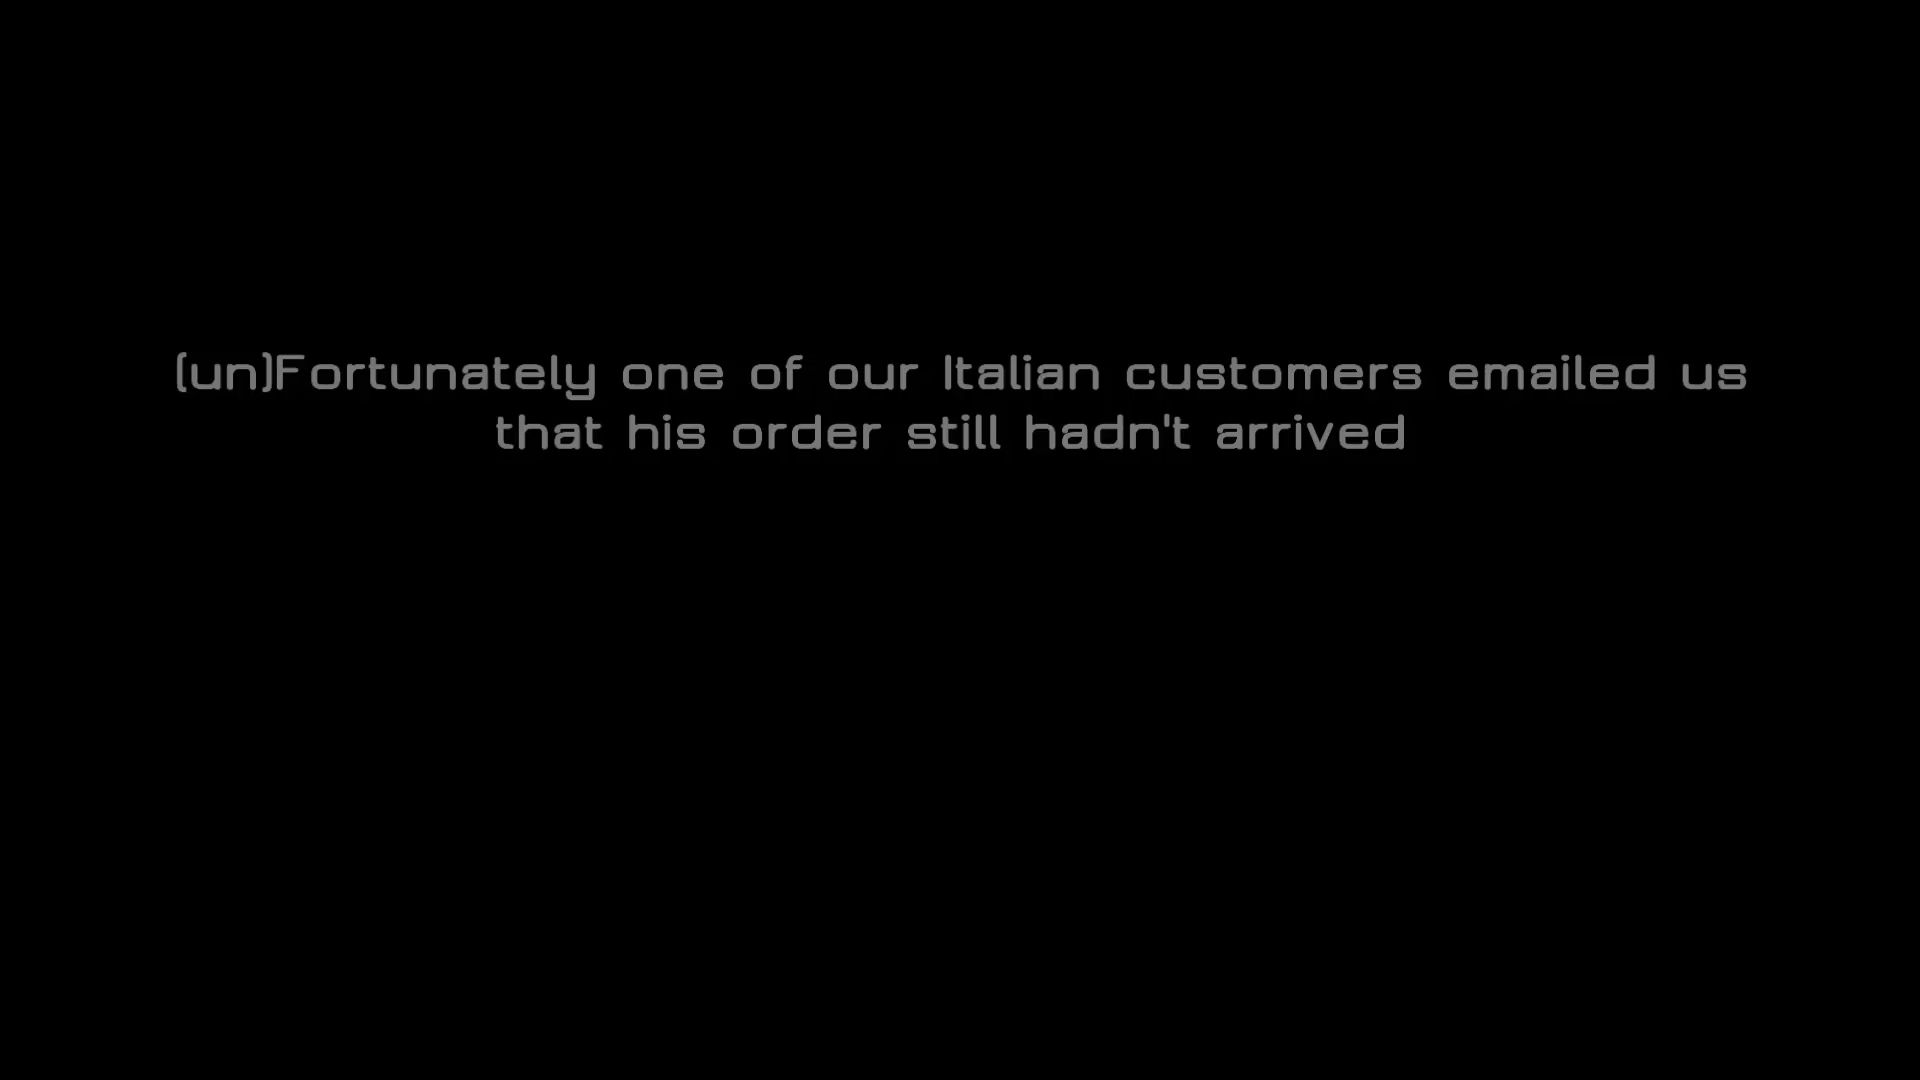 (un)Fortunately one of our Italian customers emailed us
that his order still hadn't arrived